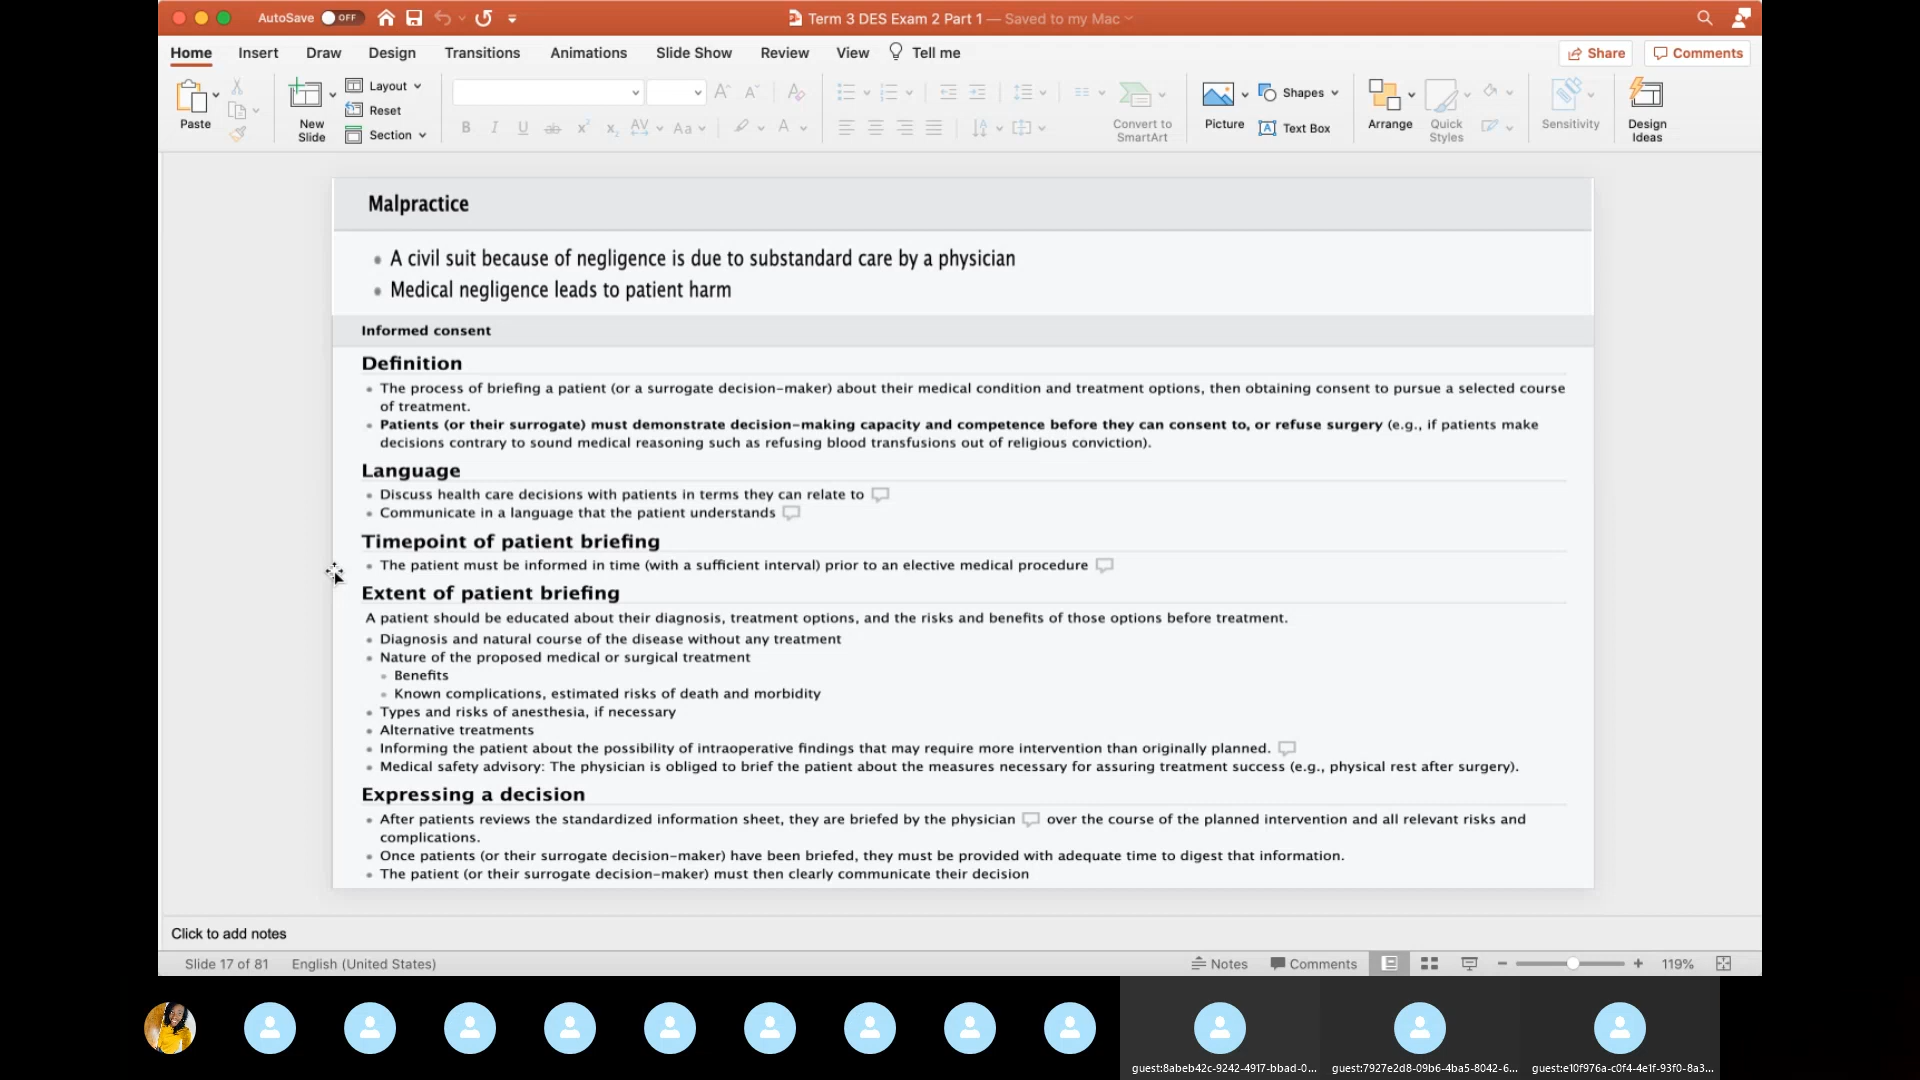 AutoSave OFF
Term 3 DES Exam 2 Part 1 — Saved to my Mac
Home Insert Draw Design Transitions Animations Slide Show Review View Tell me
Share Comments
Paste
New Slide
Layout
Reset
Section
Convert to SmartArt
Picture
Shapes
Text Box
Arrange
Quick Styles
Sensitivity
Design Ideas
Malpractice
A civil suit because of negligence is due to substandard care by a physician
Medical negligence leads to patient harm
Informed consent
Definition
The process of briefing a patient (or a surrogate decision-maker) about their medical condition and treatment options, then obtaining consent to pursue a selected course
of treatment.
Patients (or their surrogate) must demonstrate decision-making capacity and competence before they can consent to, or refuse surgery (e.g., if patients make
decisions contrary to sound medical reasoning such as refusing blood transfusions out of religious conviction).
Language
Discuss health care decisions with patients in terms they can relate to
Communicate in a language that the patient understands
Timepoint of patient briefing
The patient must be informed in time (with a sufficient interval) prior to an elective medical procedure
Extent of patient briefing
A patient should be educated about their diagnosis, treatment options, and the risks and benefits of those options before treatment.
Diagnosis and natural course of the disease without any treatment
Nature of the proposed medical or surgical treatment
Benefits
Known complications, estimated risks of death and morbidity
Types and risks of anesthesia, if necessary
Alternative treatments
Informing the patient about the possibility of intraoperative findings that may require more intervention than originally planned.
Medical safety advisory: The physician is obliged to brief the patient about the measures necessary for assuring treatment success (e.g., physical rest after surgery).
Expressing a decision
After patients reviews the standardized information sheet, they are briefed by the physician over the course of the planned intervention and all relevant risks and
complications.
Once patients (or their surrogate decision-maker) have been briefed, they must be provided with adequate time to digest that information.
The patient (or their surrogate decision-maker) must then clearly communicate their decision
Click to add notes
Slide 17 of 81 English (United States) Notes Comments 119%
guest:8abeb42c-9242-4917-bbad-0... guest:7927e2d8-09b6-4ba5-8042-6... guest:e10f976a-c0f4-4e1f-93f0-8a3...